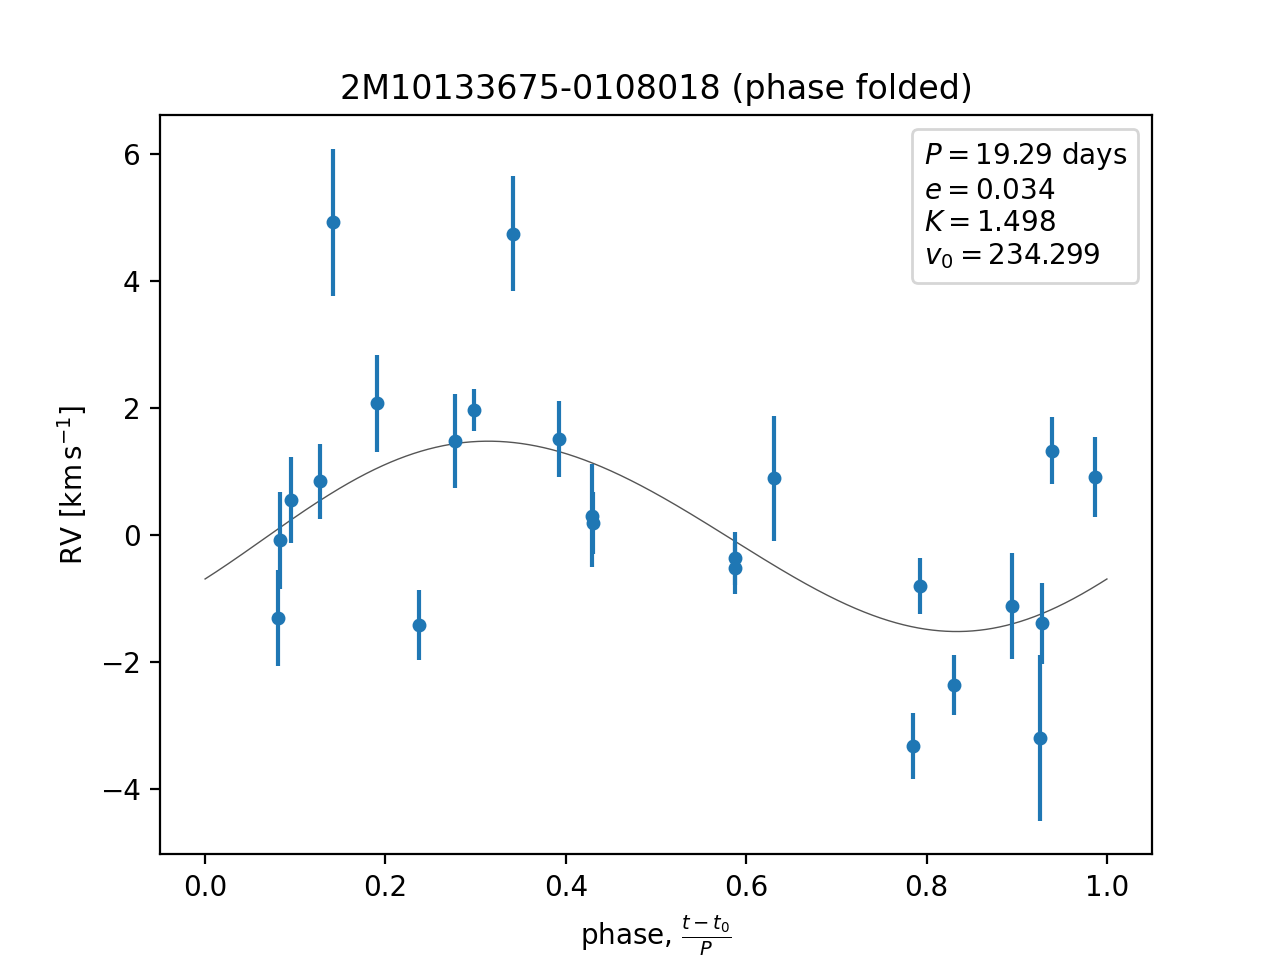 2M10133675-0108018 (phase folded)
P = 19.29 days
e = 0.034
K = 1.498
v₀ = 234.299
6
4
2
0
−2
−4
RV [km s⁻¹]
0.0 0.2 0.4 0.6 0.8 1.0
phase, (t − t₀)/P